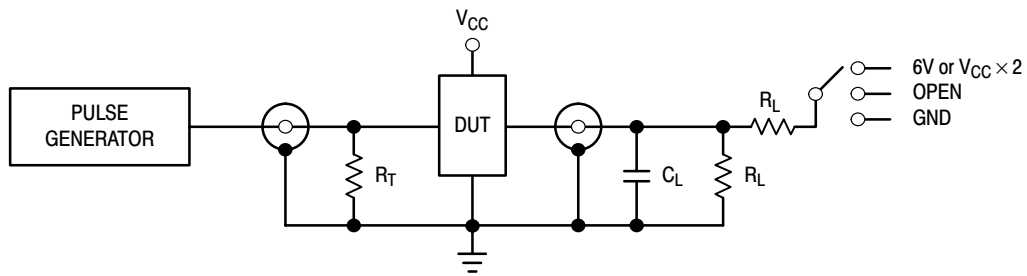 V_CC
6V or V_CC × 2
OPEN
GND
PULSE
GENERATOR
DUT
R_L
R_T
C_L
R_L